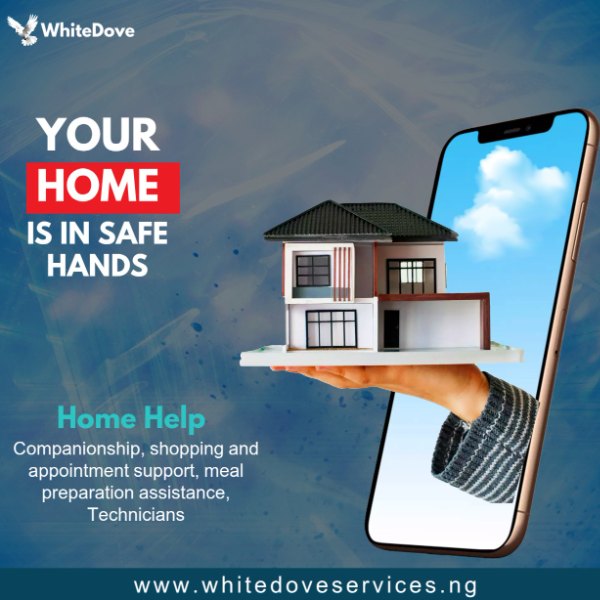 WhiteDove
YOUR
HOME
IS IN SAFE
HANDS
Home Help
Companionship, shopping and
appointment support, meal
preparation assistance,
Technicians
www.whitedoveservices.ng